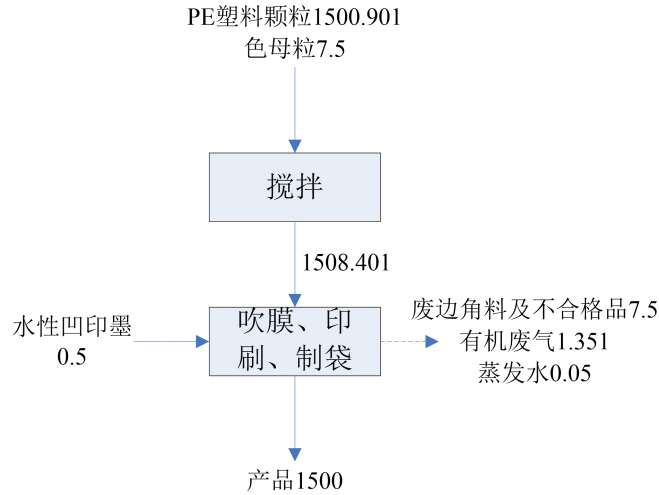 PE塑料颗粒1500.901
色母粒7.5
搅拌
1508.401
水性凹印墨
0.5
吹膜、印
刷、制袋
废边角料及不合格品7.5
有机废气1.351
蒸发水0.05
产品1500